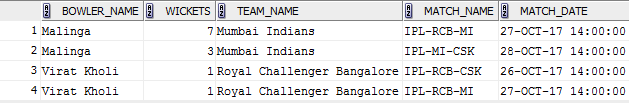 BOWLER_NAME WICKETS TEAM_NAME MATCH_NAME MATCH_DATE
1 Malinga 7 Mumbai Indians IPL-RCB-MI 27-OCT-17 14:00:00
2 Malinga 3 Mumbai Indians IPL-MI-CSK 28-OCT-17 14:00:00
3 Virat Kholi 1 Royal Challenger Bangalore IPL-RCB-CSK 26-OCT-17 14:00:00
4 Virat Kholi 1 Royal Challenger Bangalore IPL-RCB-MI 27-OCT-17 14:00:00